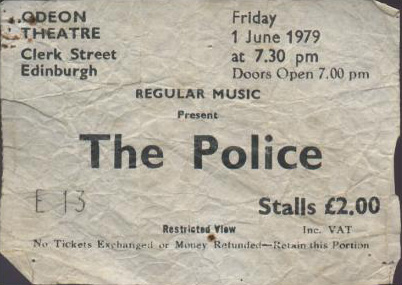 ODEON
THEATRE
Clerk Street
Edinburgh
Friday
1 June 1979
at 7.30 pm
Doors Open 7.00 pm
REGULAR MUSIC
Present
The Police
E 13
Stalls £2.00
Restricted View
Inc. VAT
No Tickets Exchanged or Money Refunded—Retain this Portion